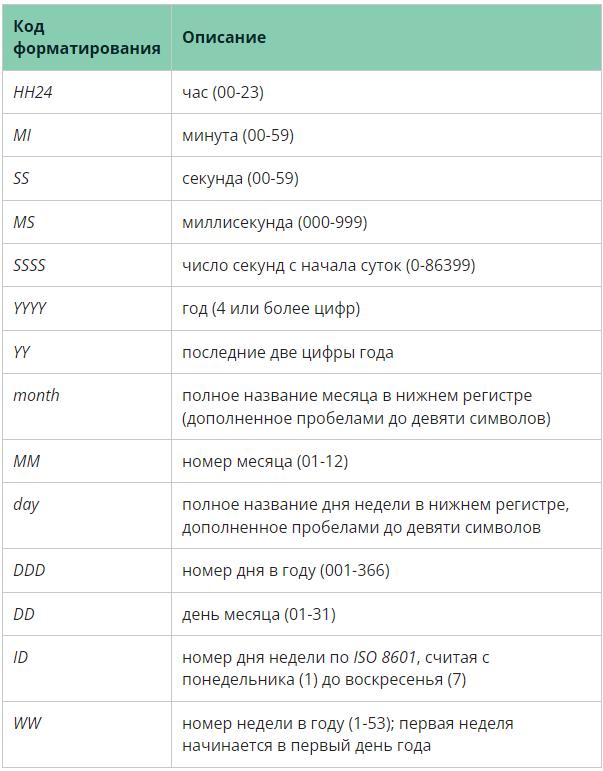 Код
форматирования
Описание
HH24
час (00-23)
MI
минута (00-59)
SS
секунда (00-59)
MS
миллисекунда (000-999)
SSSS
число секунд с начала суток (0-86399)
YYYY
год (4 или более цифр)
YY
последние две цифры года
month
полное название месяца в нижнем регистре
(дополненное пробелами до девяти символов)
MM
номер месяца (01-12)
day
полное название дня недели в нижнем регистре,
дополненное пробелами до девяти символов
DDD
номер дня в году (001-366)
DD
день месяца (01-31)
ID
номер дня недели по ISO 8601, считая с
понедельника (1) до воскресенья (7)
WW
номер недели в году (1-53); первая неделя
начинается в первый день года